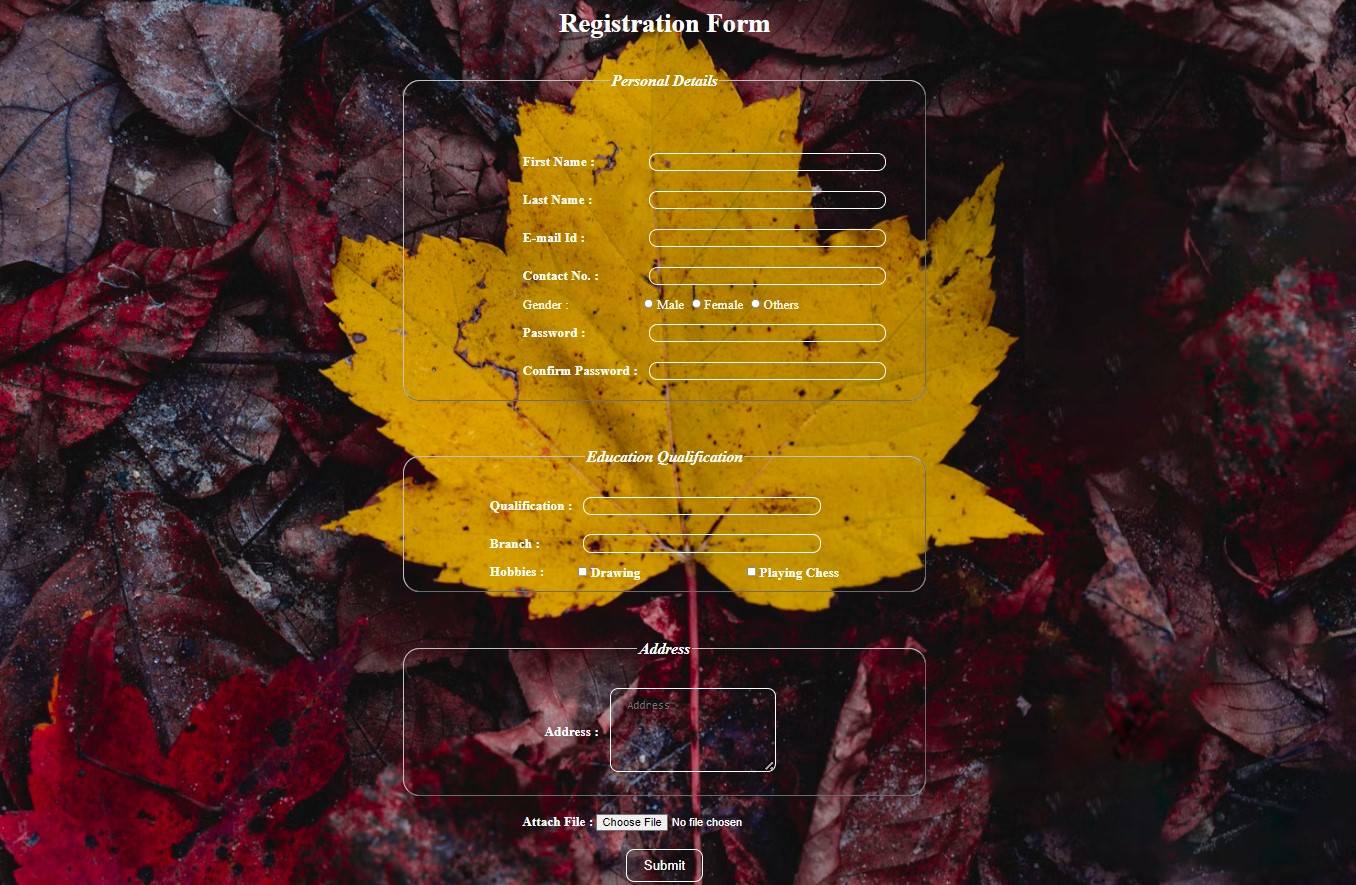 Registration Form
Personal Details
First Name :
Last Name :
E-mail Id :
Contact No. :
Gender : Male Female Others
Password :
Confirm Password :
Education Qualification
Qualification :
Branch :
Hobbies : Drawing Playing Chess
Address
Address
Address :
Attach File : Choose File No file chosen
Submit